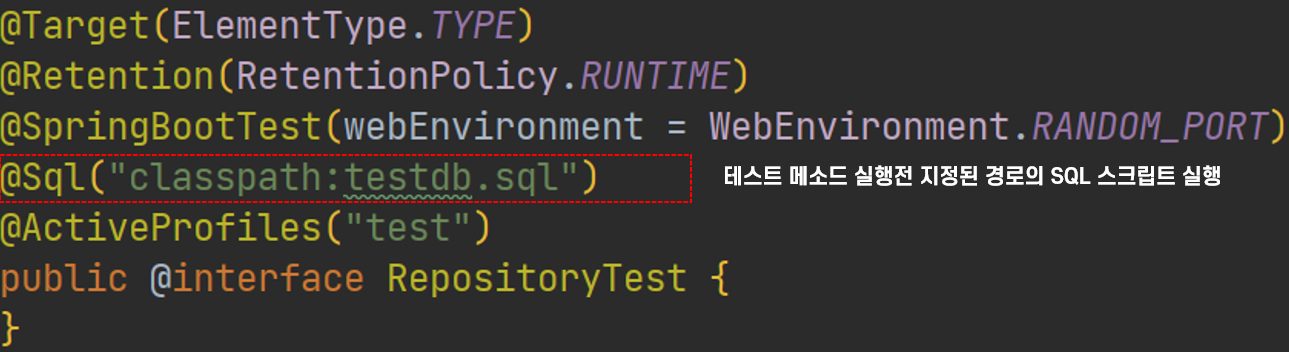 @Target(ElementType.TYPE)
@Retention(RetentionPolicy.RUNTIME)
@SpringBootTest(webEnvironment = WebEnvironment.RANDOM_PORT)
@Sql("classpath:testdb.sql") 테스트 메소드 실행전 지정된 경로의 SQL 스크립트 실행
@ActiveProfiles("test")
public @interface RepositoryTest {
}